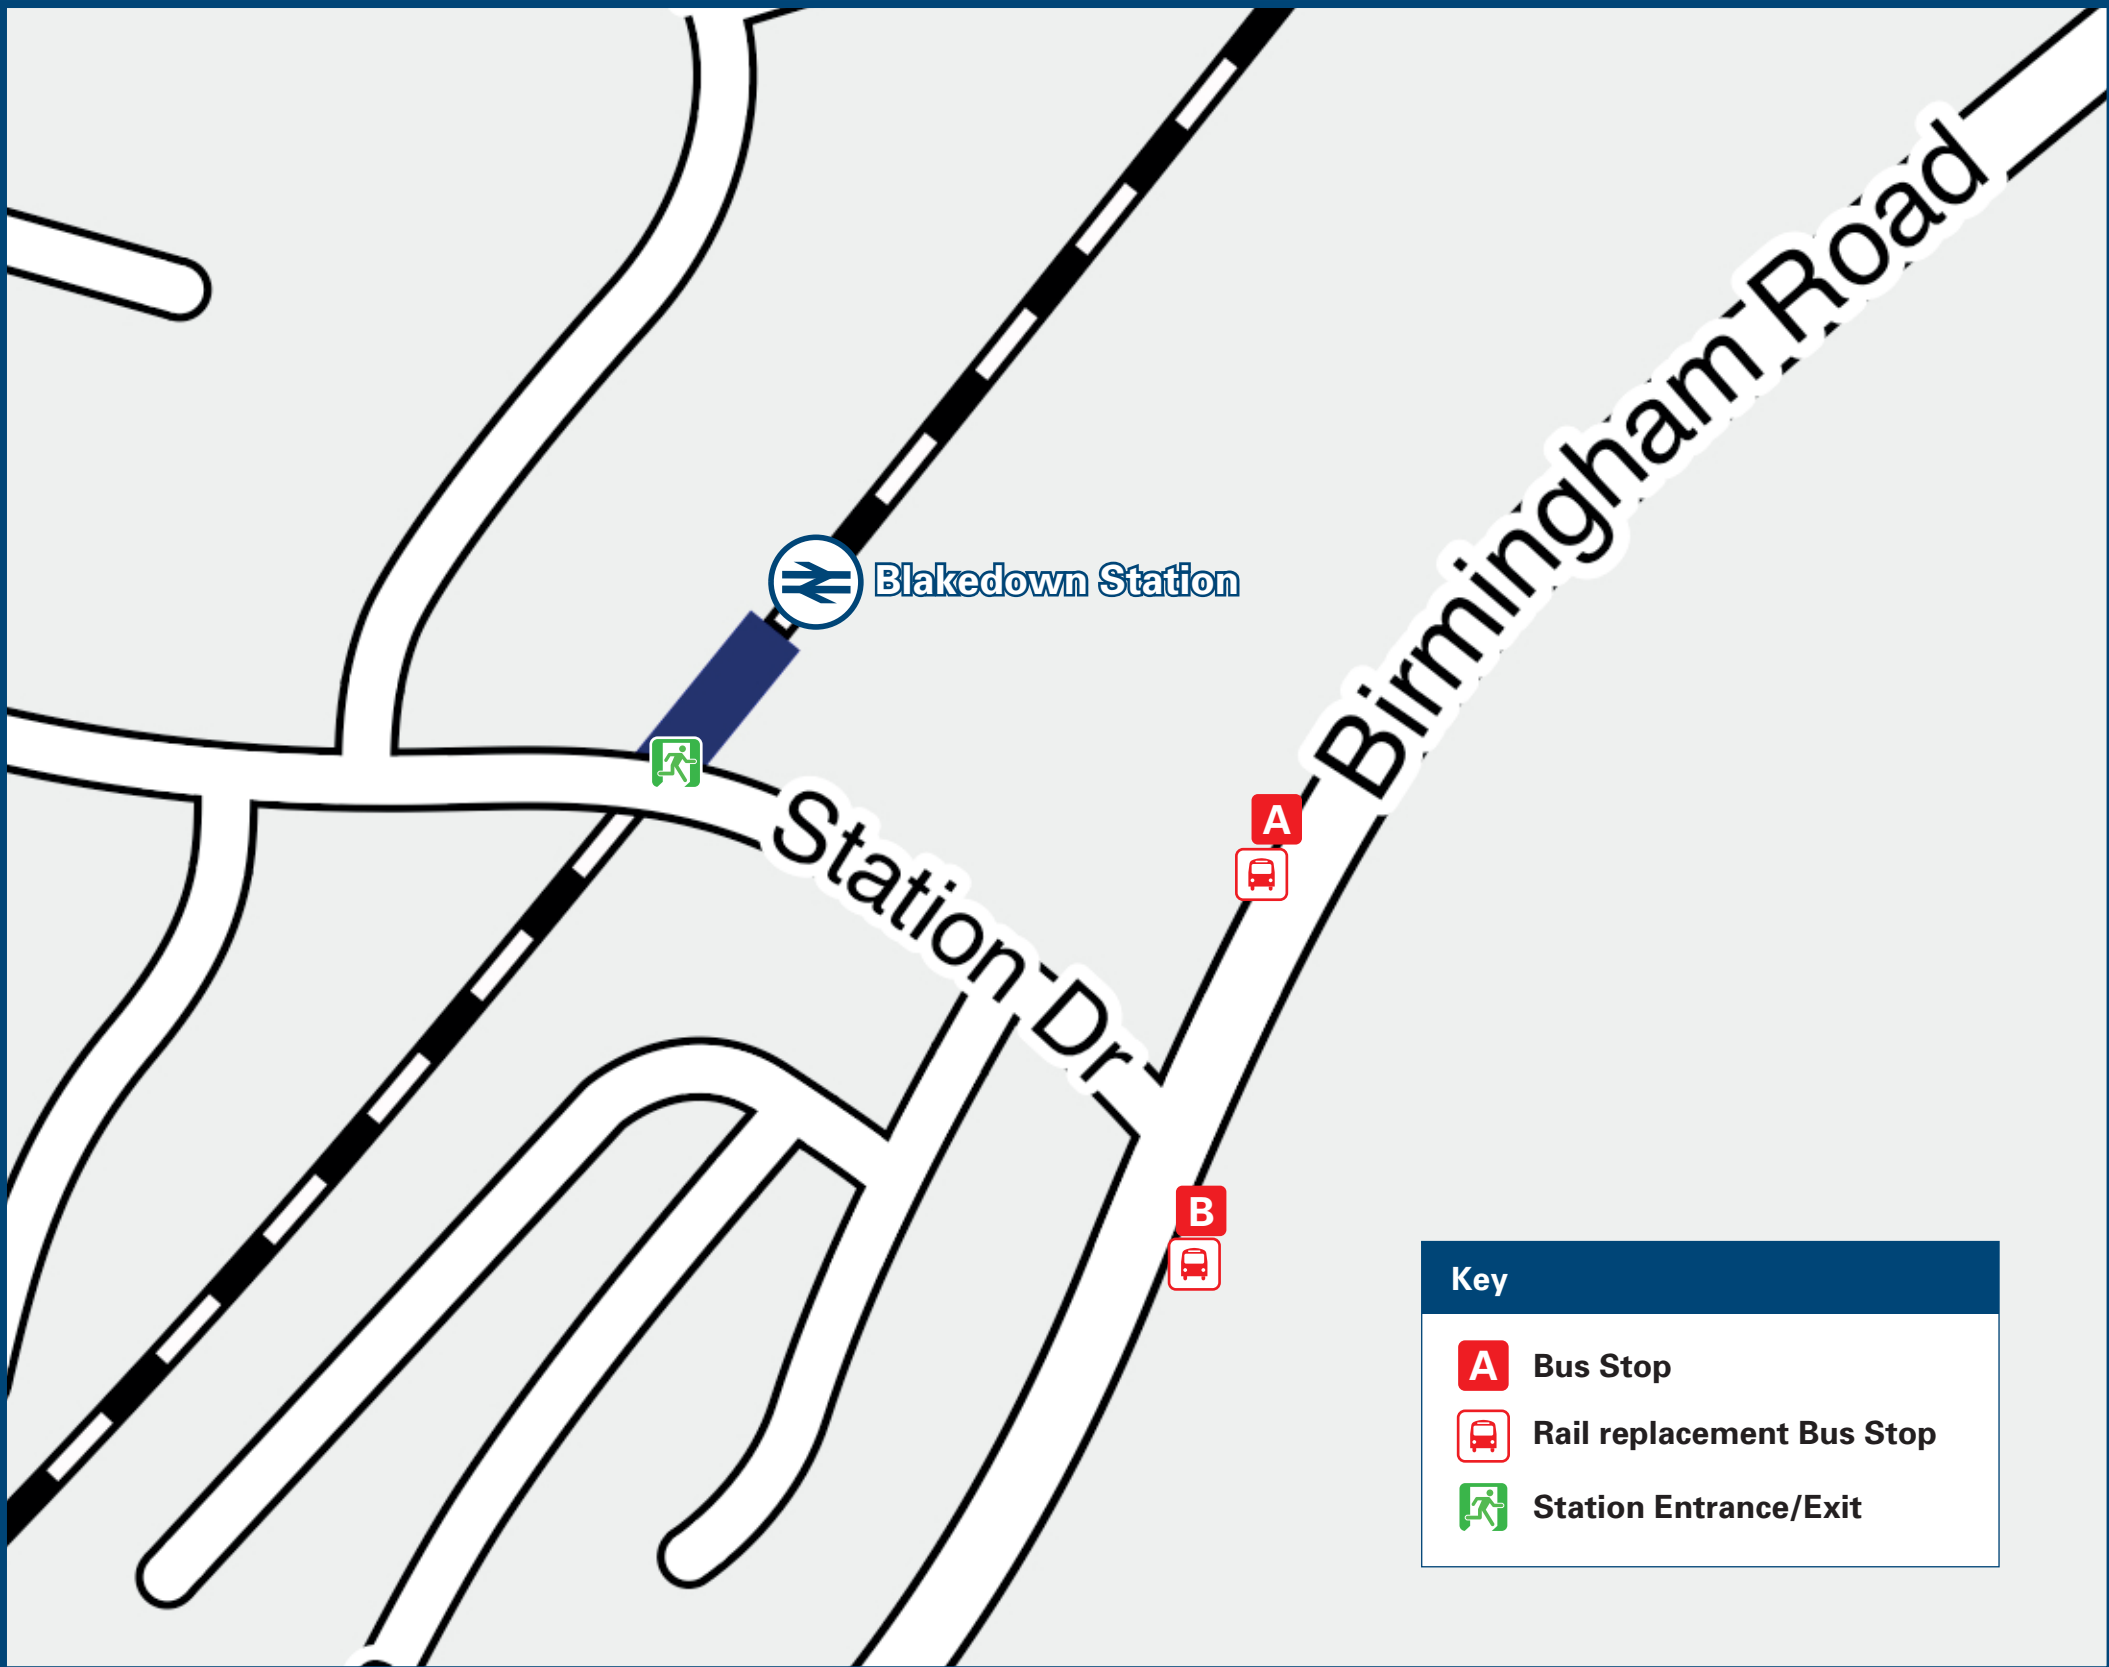 Birmingham Road
Blakedown Station
Station Dr
A
B
Key
A Bus Stop
Rail replacement Bus Stop
Station Entrance/Exit